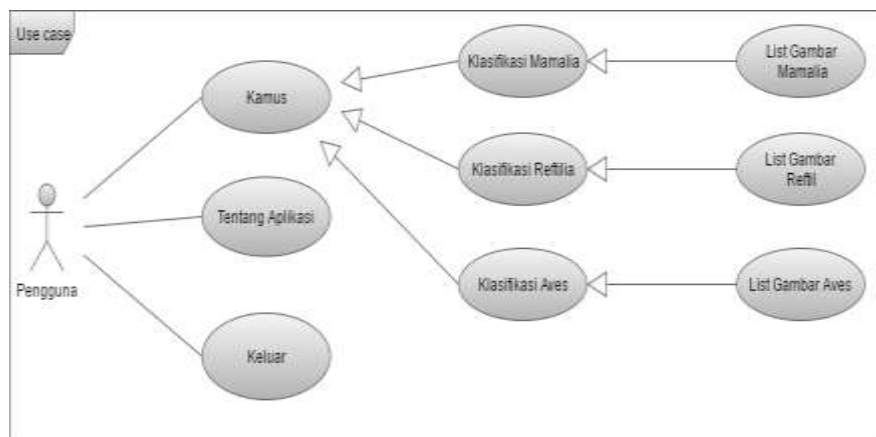 Use case
Kamus
Klasifikasi Mamalia
List Gambar
Mamalia
Klasifikasi Reftilia
List Gambar
Reftil
Tentang Aplikasi
Pengguna
Klasifikasi Aves
List Gambar Aves
Keluar